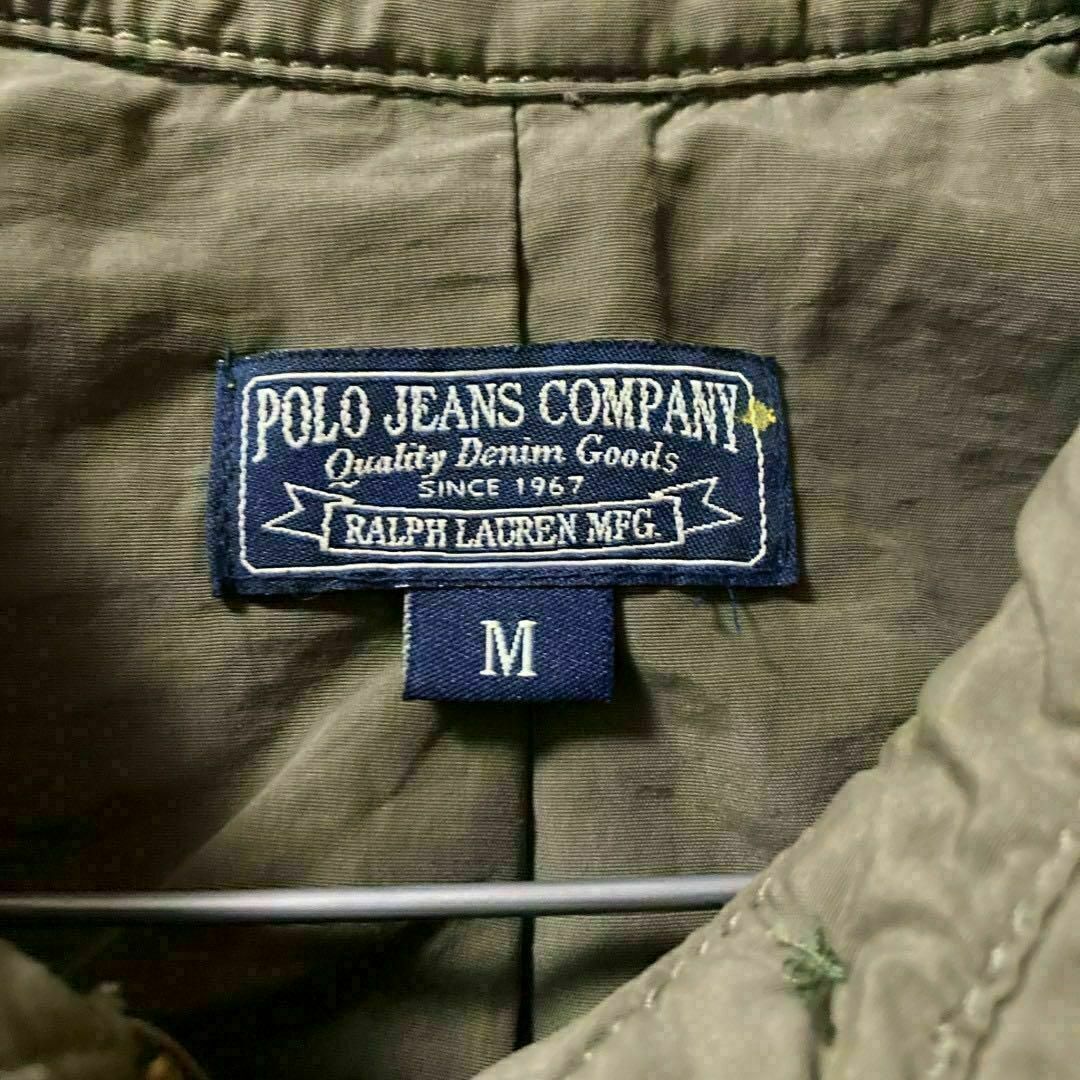 POLO JEANS COMPANY
Quality Denim Goods
SINCE 1967
RALPH LAUREN MFG.
M